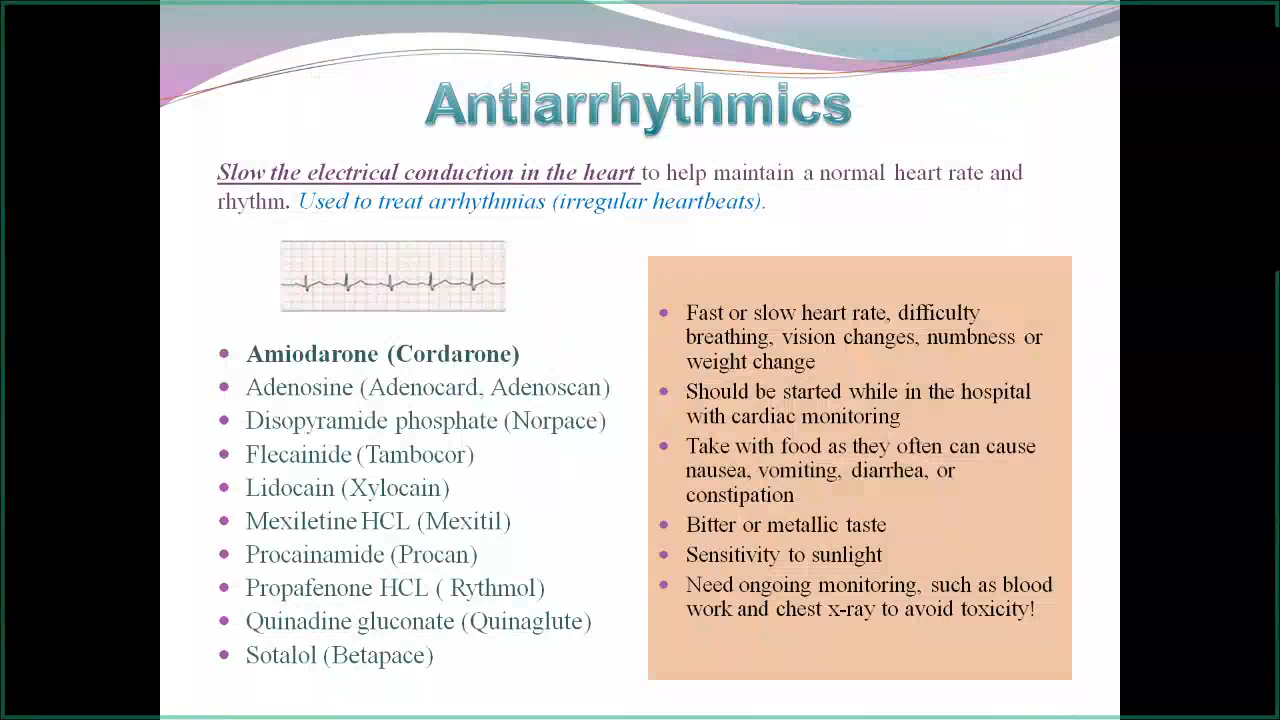 Antiarrhythmics
Slow the electrical conduction in the heart to help maintain a normal heart rate and
rhythm. Used to treat arrhythmias (irregular heartbeats).
Amiodarone (Cordarone)
Adenosine (Adenocard, Adenoscan)
Disopyramide phosphate (Norpace)
Flecainide (Tambocor)
Lidocain (Xylocain)
Mexiletine HCL (Mexitil)
Procainamide (Procan)
Propafenone HCL ( Rythmol)
Quinadine gluconate (Quinaglute)
Sotalol (Betapace)
Fast or slow heart rate, difficulty
breathing, vision changes, numbness or
weight change
Should be started while in the hospital
with cardiac monitoring
Take with food as they often can cause
nausea, vomiting, diarrhea, or
constipation
Bitter or metallic taste
Sensitivity to sunlight
Need ongoing monitoring, such as blood
work and chest x-ray to avoid toxicity!